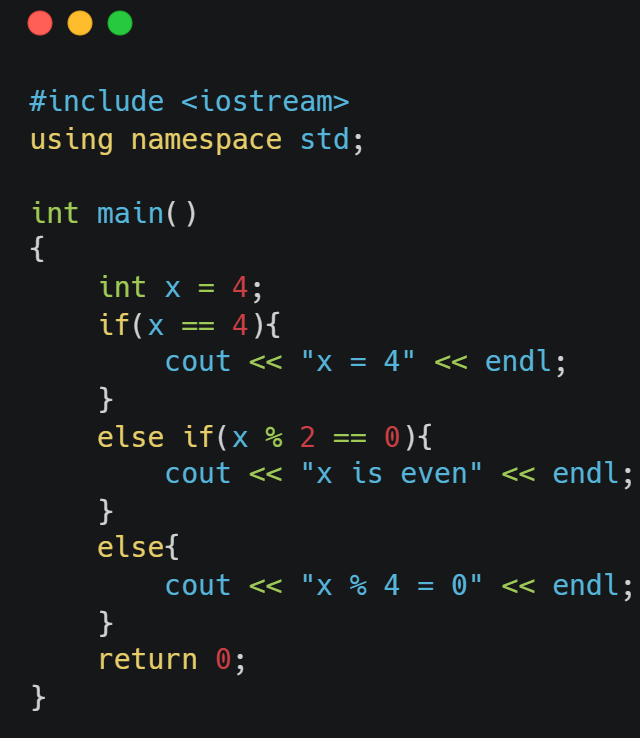 #include <iostream>
using namespace std;

int main()
{
    int x = 4;
    if(x == 4){
        cout << "x = 4" << endl;
    }
    else if(x % 2 == 0){
        cout << "x is even" << endl;
    }
    else{
        cout << "x % 4 = 0" << endl;
    }
    return 0;
}